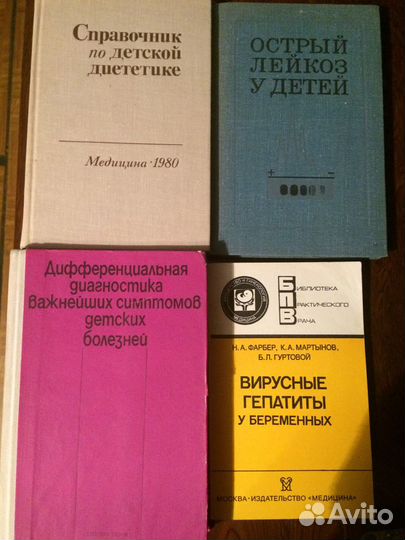 Справочник
по детской
диететике
Медицина·1980
ОСТРЫЙ
ЛЕЙКОЗ
У ДЕТЕЙ
+ −
Дифференциальная
диагностика
важнейших симптомов
детских
болезней
БИБЛИОТЕКА
ПРАКТИЧЕСКОГО
ВРАЧА
Н.А.ФАРБЕР, К.А.МАРТЫНОВ,
Б.Л.ГУРТОВОЙ
ВИРУСНЫЕ
ГЕПАТИТЫ
У БЕРЕМЕННЫХ
МОСКВА·ИЗДАТЕЛЬСТВО «МЕДИЦИНА»
Avito